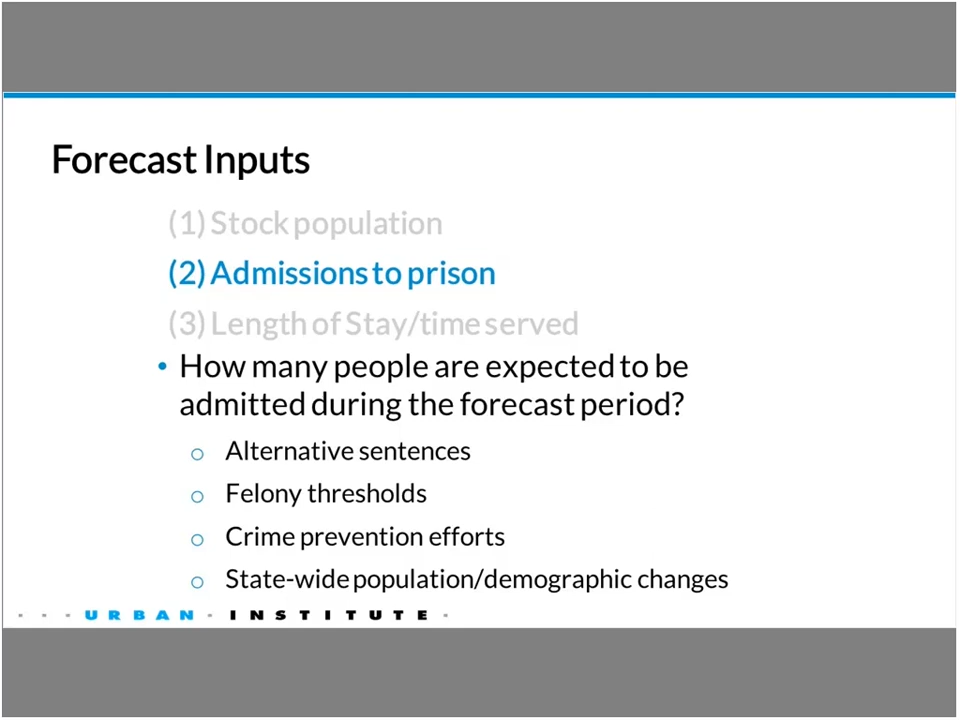 Forecast Inputs
(1) Stock population
(2) Admissions to prison
(3) Length of Stay/time served
• How many people are expected to be
admitted during the forecast period?
o Alternative sentences
o Felony thresholds
o Crime prevention efforts
o State-wide population/demographic changes
URBAN INSTITUTE